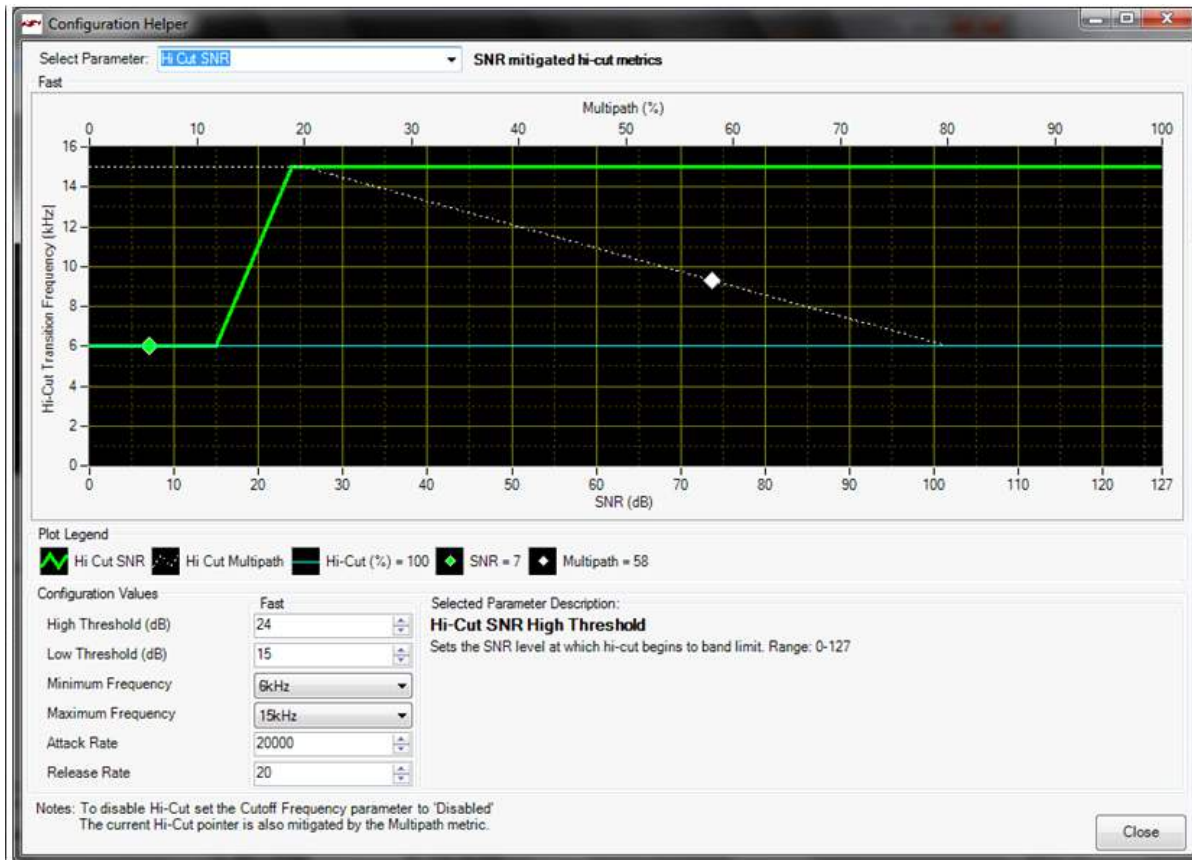 Configuration Helper
Select Parameter: Hi Cut SNR SNR mitigated hi-cut metrics
Fast
Multipath (%)
0 10 20 30 40 50 60 70 80 90 100
16
14
12
10
8
6
4
2
0
Hi-Cut Transition Frequency [kHz]
0 10 20 30 40 50 60 70 80 90 100 110 120 127
SNR (dB)
Plot Legend
Hi Cut SNR Hi Cut Multipath Hi-Cut (%) = 100 SNR = 7 Multipath = 58
Configuration Values
Fast
High Threshold (dB) 24
Low Threshold (dB) 15
Minimum Frequency 6kHz
Maximum Frequency 15kHz
Attack Rate 20000
Release Rate 20
Selected Parameter Description:
Hi-Cut SNR High Threshold
Sets the SNR level at which hi-cut begins to band limit. Range: 0-127
Notes: To disable Hi-Cut set the Cutoff Frequency parameter to 'Disabled'
The current Hi-Cut pointer is also mitigated by the Multipath metric.
Close